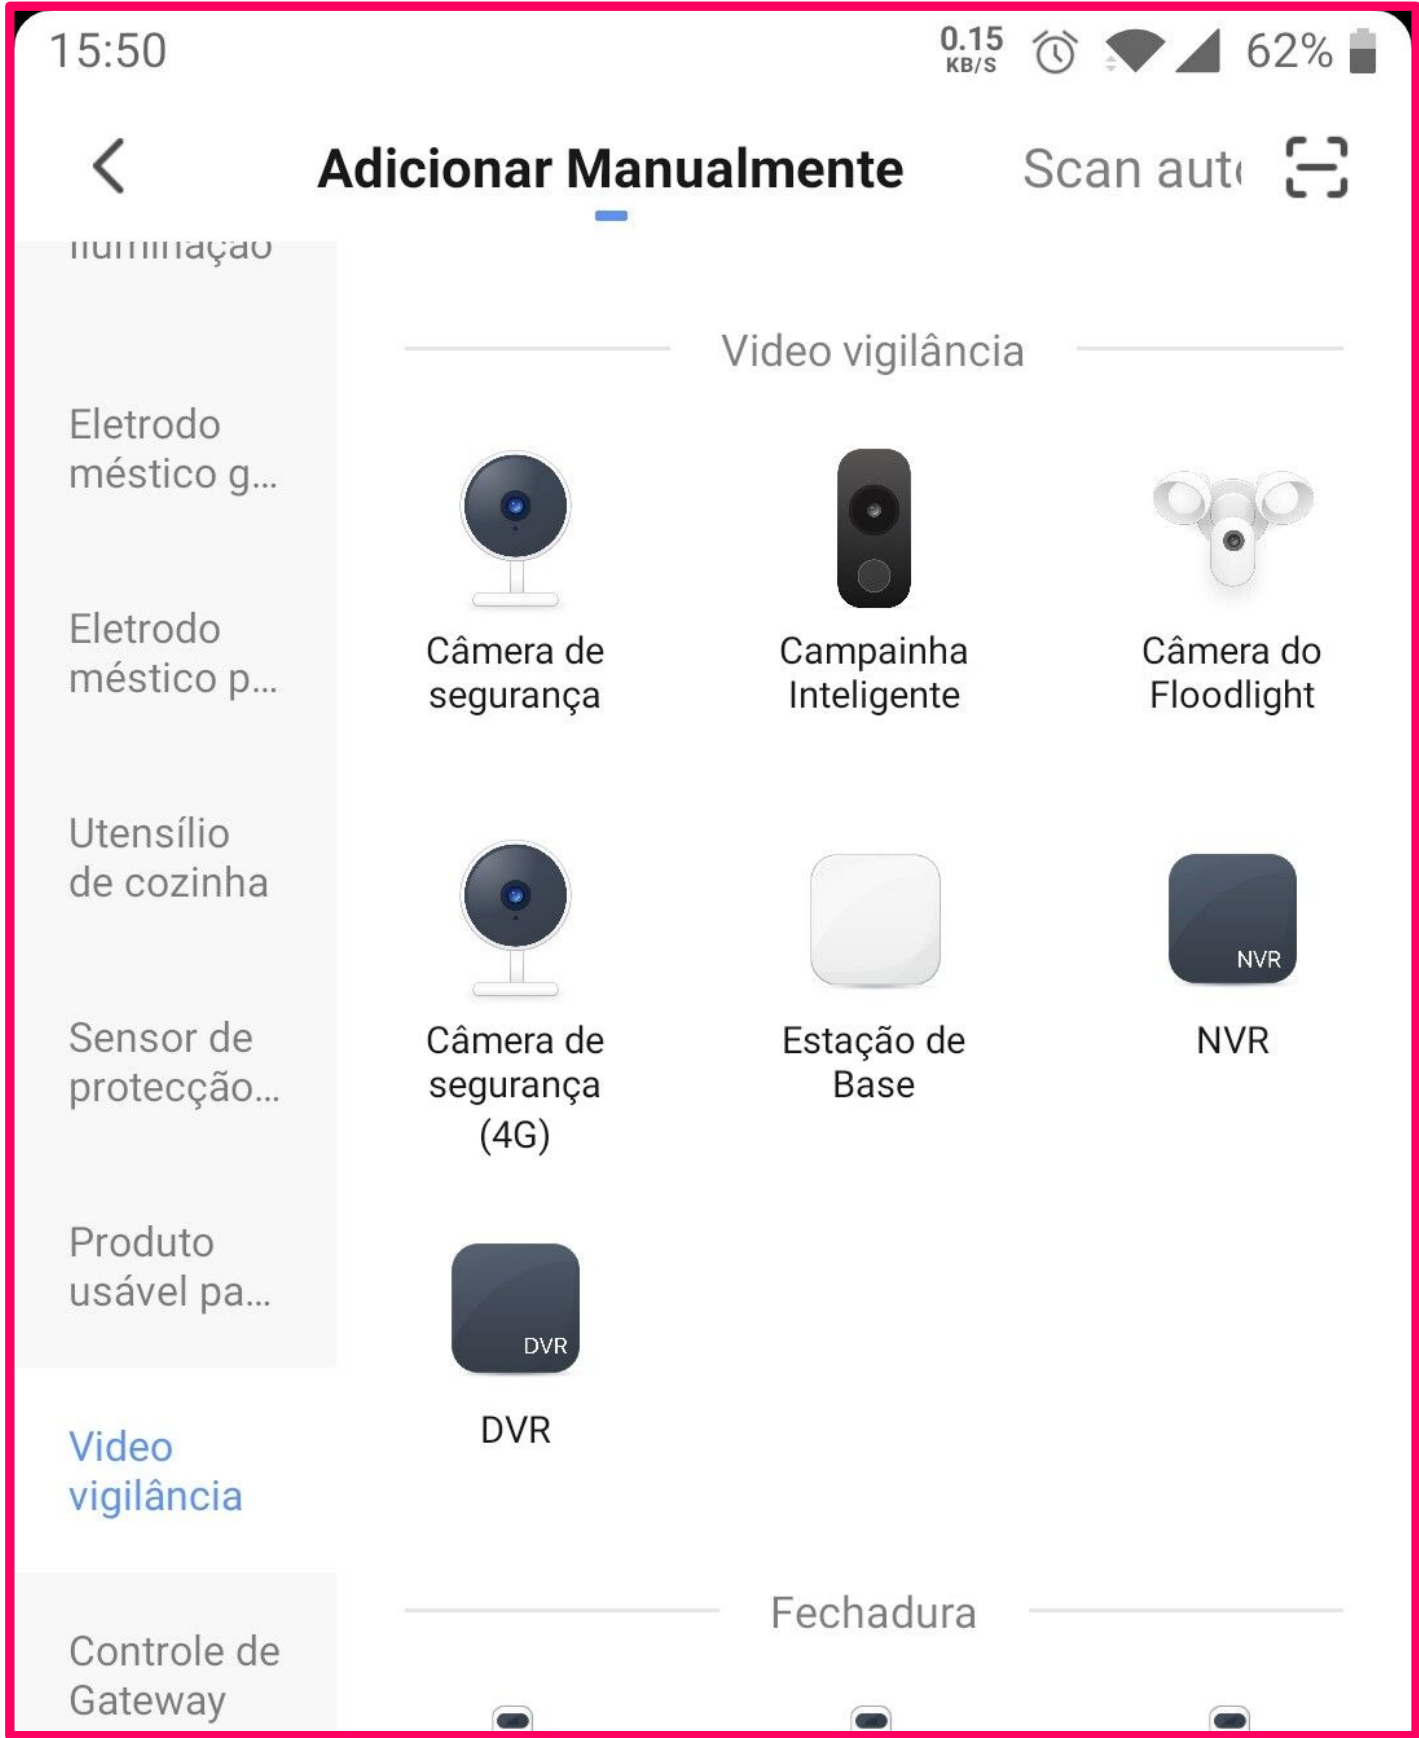 15:50
0.15
KB/S
62%
Adicionar Manualmente
Scan aut
Iluminação
Eletrodo
méstico g...
Eletrodo
méstico p...
Utensílio
de cozinha
Sensor de
protecção...
Produto
usável pa...
Video
vigilância
Controle de
Gateway
Video vigilância
Câmera de
segurança
Campainha
Inteligente
Câmera do
Floodlight
Câmera de
segurança
(4G)
Estação de
Base
NVR
NVR
DVR
DVR
Fechadura